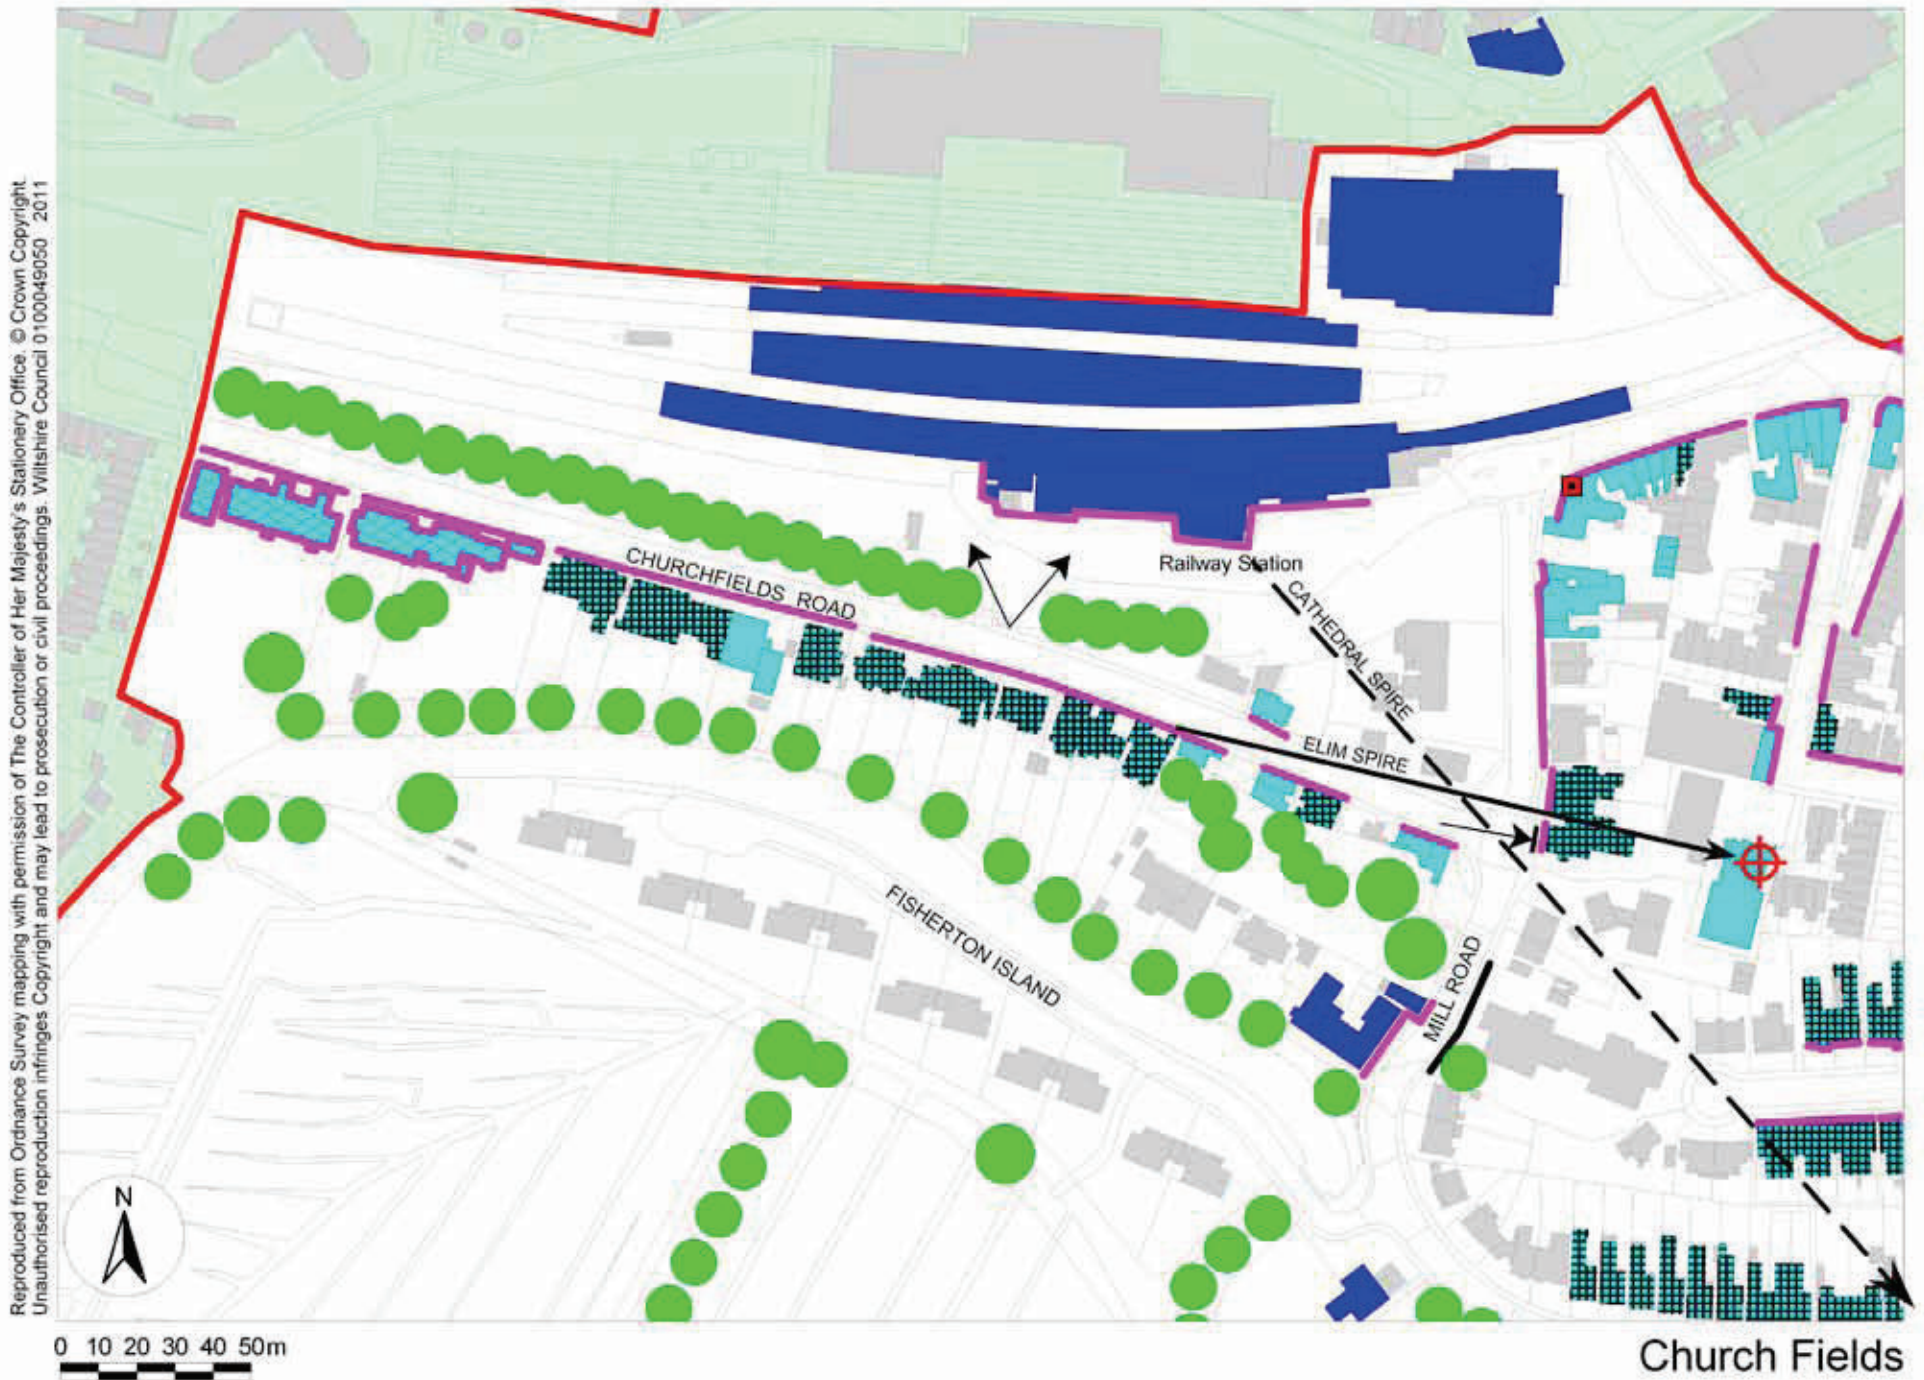 Reproduced from Ordnance Survey mapping with permission of The Controller of Her Majesty's Stationery Office. © Crown Copyright.
Unauthorised reproduction infringes Copyright and may lead to prosecution or civil proceedings. Wiltshire Council 0100049050 2011
Railway Station
CHURCHFIELDS ROAD
CATHEDRAL SPIRE
ELIM SPIRE
FISHERTON ISLAND
MILL ROAD
N
0 10 20 30 40 50m
Church Fields